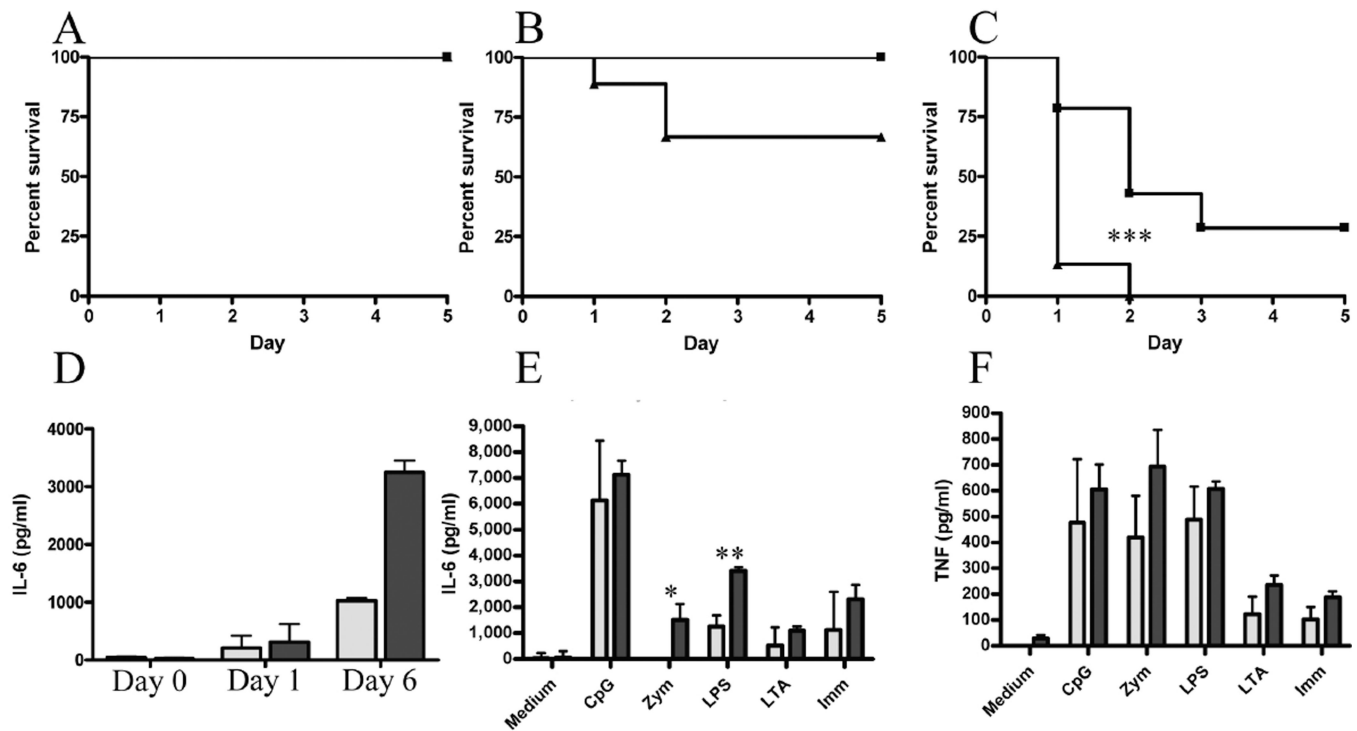 A
B
C
100
75
50
25
0
Percent survival
0 1 2 3 4 5
Day
100
75
50
25
0
Percent survival
0 1 2 3 4 5
Day
100
75
50
25
0
Percent survival
***
0 1 2 3 4 5
Day
D
E
F
4000
3000
2000
1000
0
IL-6 (pg/ml)
Day 0 Day 1 Day 6
9,000
8,000
7,000
6,000
5,000
4,000
3,000
2,000
1,000
0
IL-6 (pg/ml)
* **
Medium CpG Zym LPS LTA Imm
900
800
700
600
500
400
300
200
100
0
TNF (pg/ml)
Medium CpG Zym LPS LTA Imm